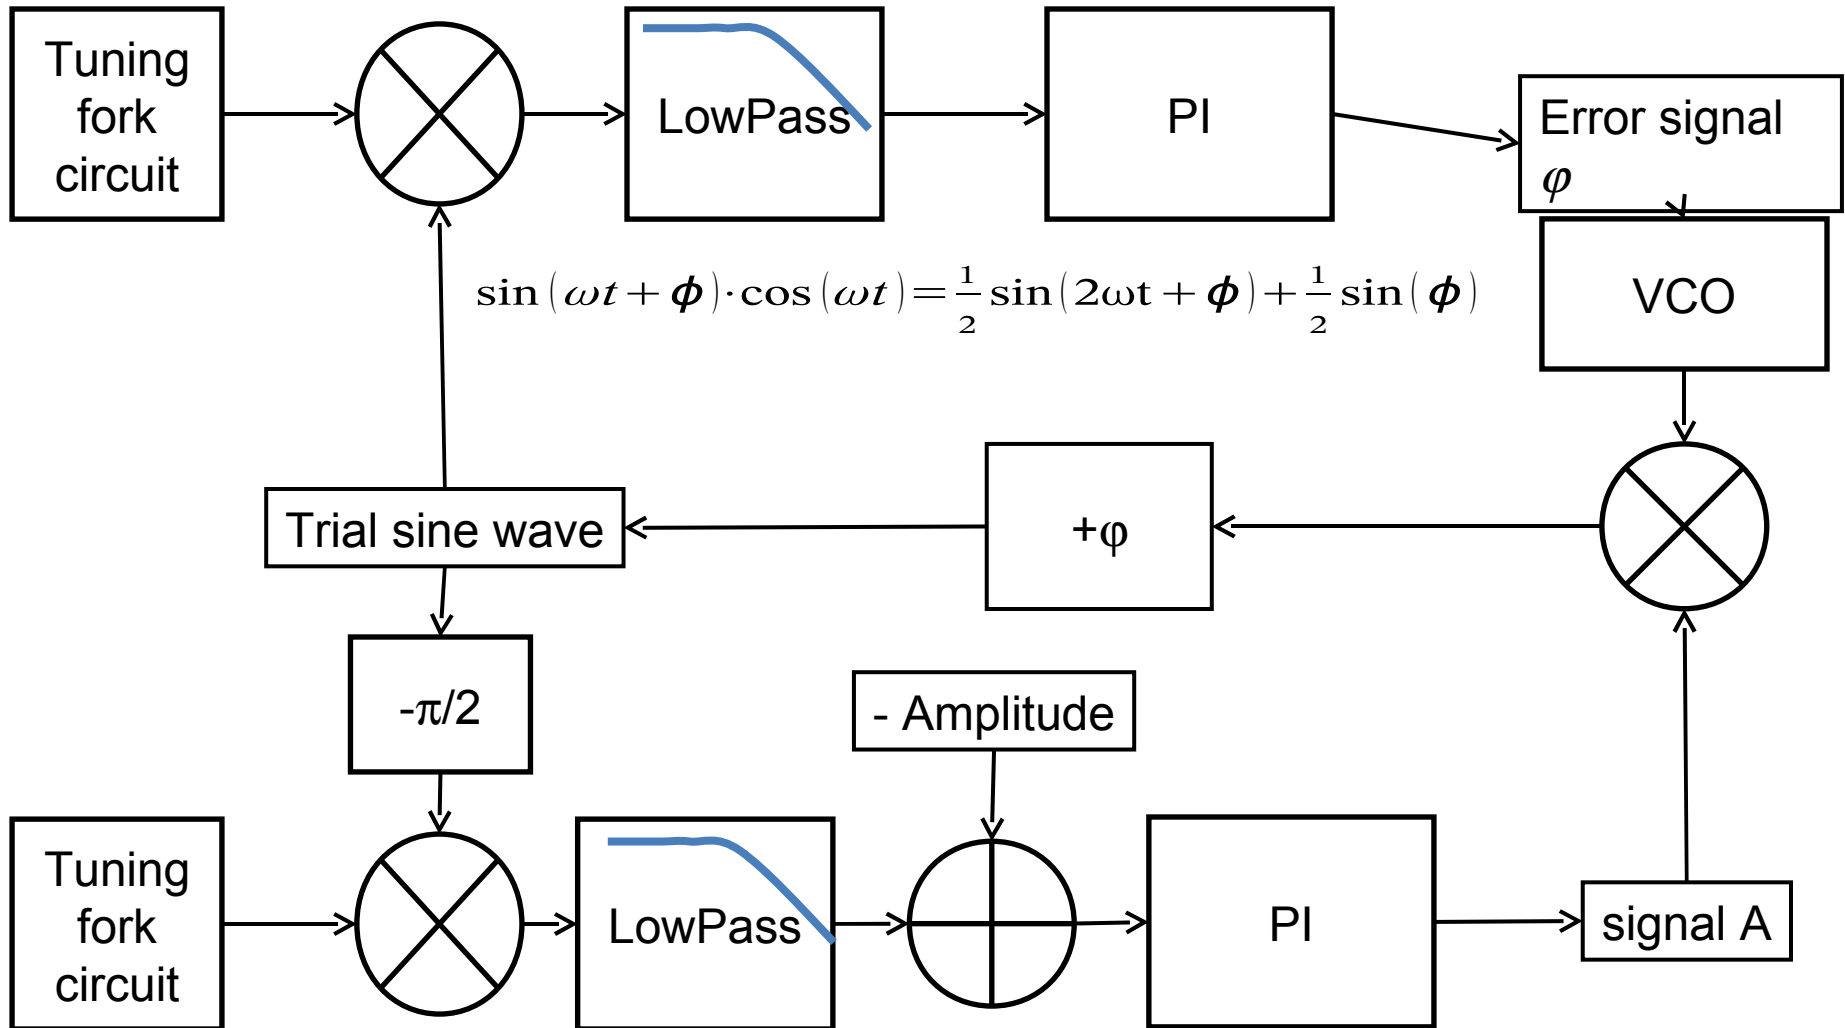 Tuning
fork
circuit
LowPass
PI
Error signal
φ
sin(ωt+ϕ)·cos(ωt)=1/2 sin(2ωt+ϕ)+1/2 sin(ϕ)
VCO
Trial sine wave
+φ
-π/2
- Amplitude
Tuning
fork
circuit
LowPass
PI
signal A